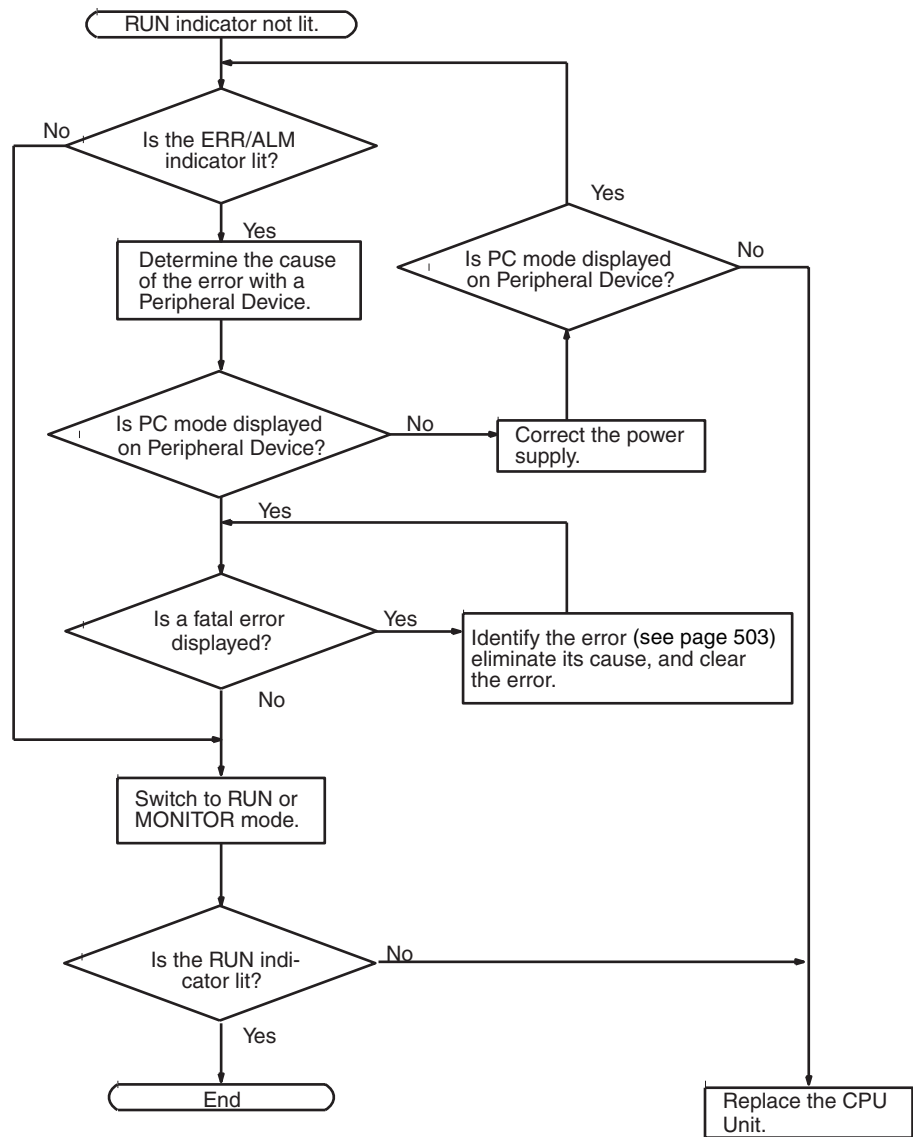 RUN indicator not lit.
No
Is the ERR/ALM
indicator lit?
Yes
Yes
Determine the cause
of the error with a
Peripheral Device.
Is PC mode displayed
on Peripheral Device?
No
Is PC mode displayed
on Peripheral Device?
No
Correct the power
supply.
Yes
Is a fatal error
displayed?
Yes
Identify the error (see page 503)
eliminate its cause, and clear
the error.
No
Switch to RUN or
MONITOR mode.
Is the RUN indi-
cator lit?
No
Yes
End
Replace the CPU
Unit.